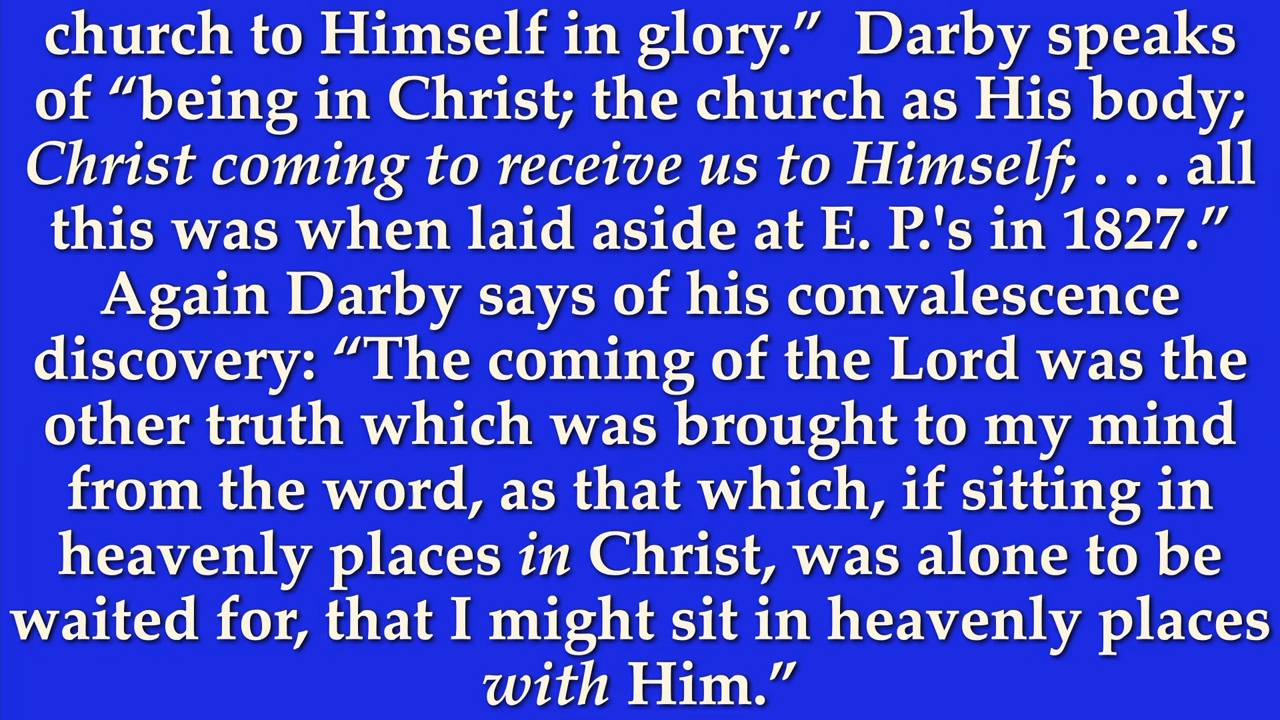 church to Himself in glory.”  Darby speaks
of “being in Christ; the church as His body;
Christ coming to receive us to Himself; . . . all
this was when laid aside at E. P.'s in 1827.”
Again Darby says of his convalescence
discovery: “The coming of the Lord was the
other truth which was brought to my mind
from the word, as that which, if sitting in
heavenly places in Christ, was alone to be
waited for, that I might sit in heavenly places
with Him.”